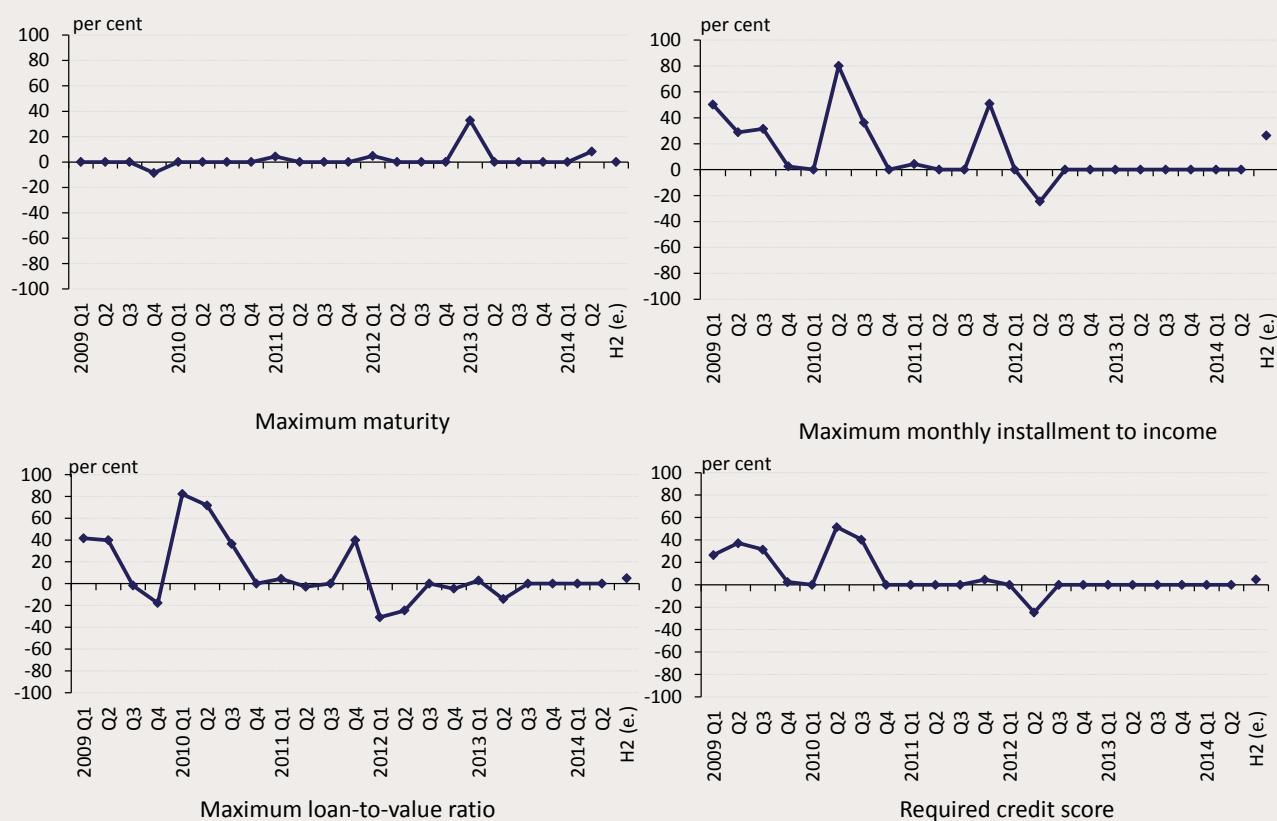 per cent
100
80
60
40
20
0
-20
-40
-60
-80
-100
2009 Q1
Q2
Q3
Q4
2010 Q1
Q2
Q3
Q4
2011 Q1
Q2
Q3
Q4
2012 Q1
Q2
Q3
Q4
2013 Q1
Q2
Q3
Q4
2014 Q1
Q2
H2 (e.)
Maximum maturity
per cent
100
80
60
40
20
0
-20
-40
-60
-80
-100
2009 Q1
Q2
Q3
Q4
2010 Q1
Q2
Q3
Q4
2011 Q1
Q2
Q3
Q4
2012 Q1
Q2
Q3
Q4
2013 Q1
Q2
Q3
Q4
2014 Q1
Q2
H2 (e.)
Maximum monthly installment to income
per cent
100
80
60
40
20
0
-20
-40
-60
-80
-100
2009 Q1
Q2
Q3
Q4
2010 Q1
Q2
Q3
Q4
2011 Q1
Q2
Q3
Q4
2012 Q1
Q2
Q3
Q4
2013 Q1
Q2
Q3
Q4
2014 Q1
Q2
H2 (e.)
Maximum loan-to-value ratio
per cent
100
80
60
40
20
0
-20
-40
-60
-80
-100
2009 Q1
Q2
Q3
Q4
2010 Q1
Q2
Q3
Q4
2011 Q1
Q2
Q3
Q4
2012 Q1
Q2
Q3
Q4
2013 Q1
Q2
Q3
Q4
2014 Q1
Q2
H2 (e.)
Required credit score